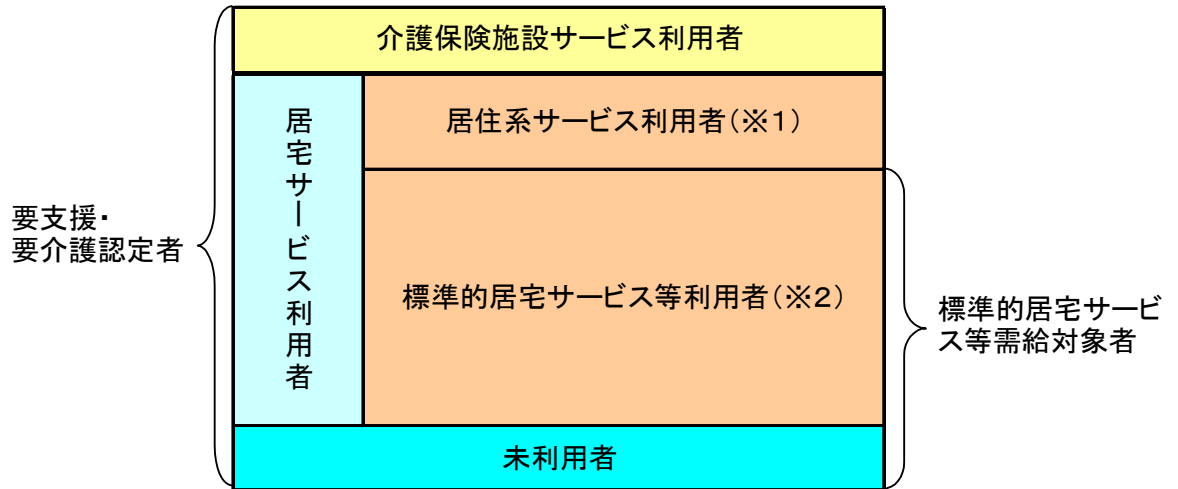 介護保険施設サービス利用者
居宅サービス利用者
居住系サービス利用者(※1)
標準的居宅サービス等利用者(※2)
未利用者
要支援・
要介護認定者
標準的居宅サービ
ス等需給対象者